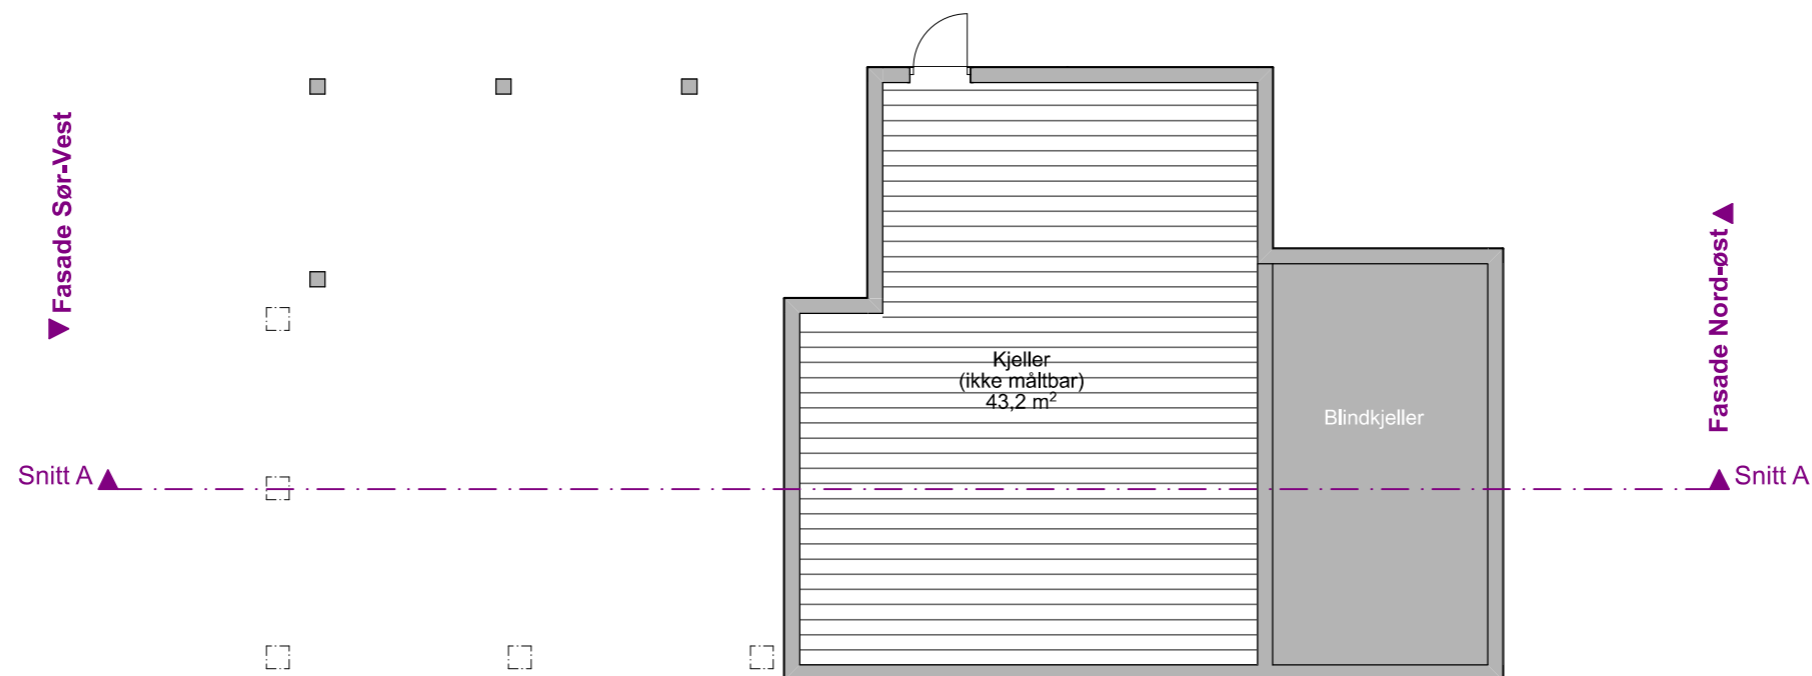 Fasade Sør-Vest
Fasade Nord-øst
Kjeller
(ikke måltbar)
43,2 m²
Blindkjeller
Snitt A
Snitt A